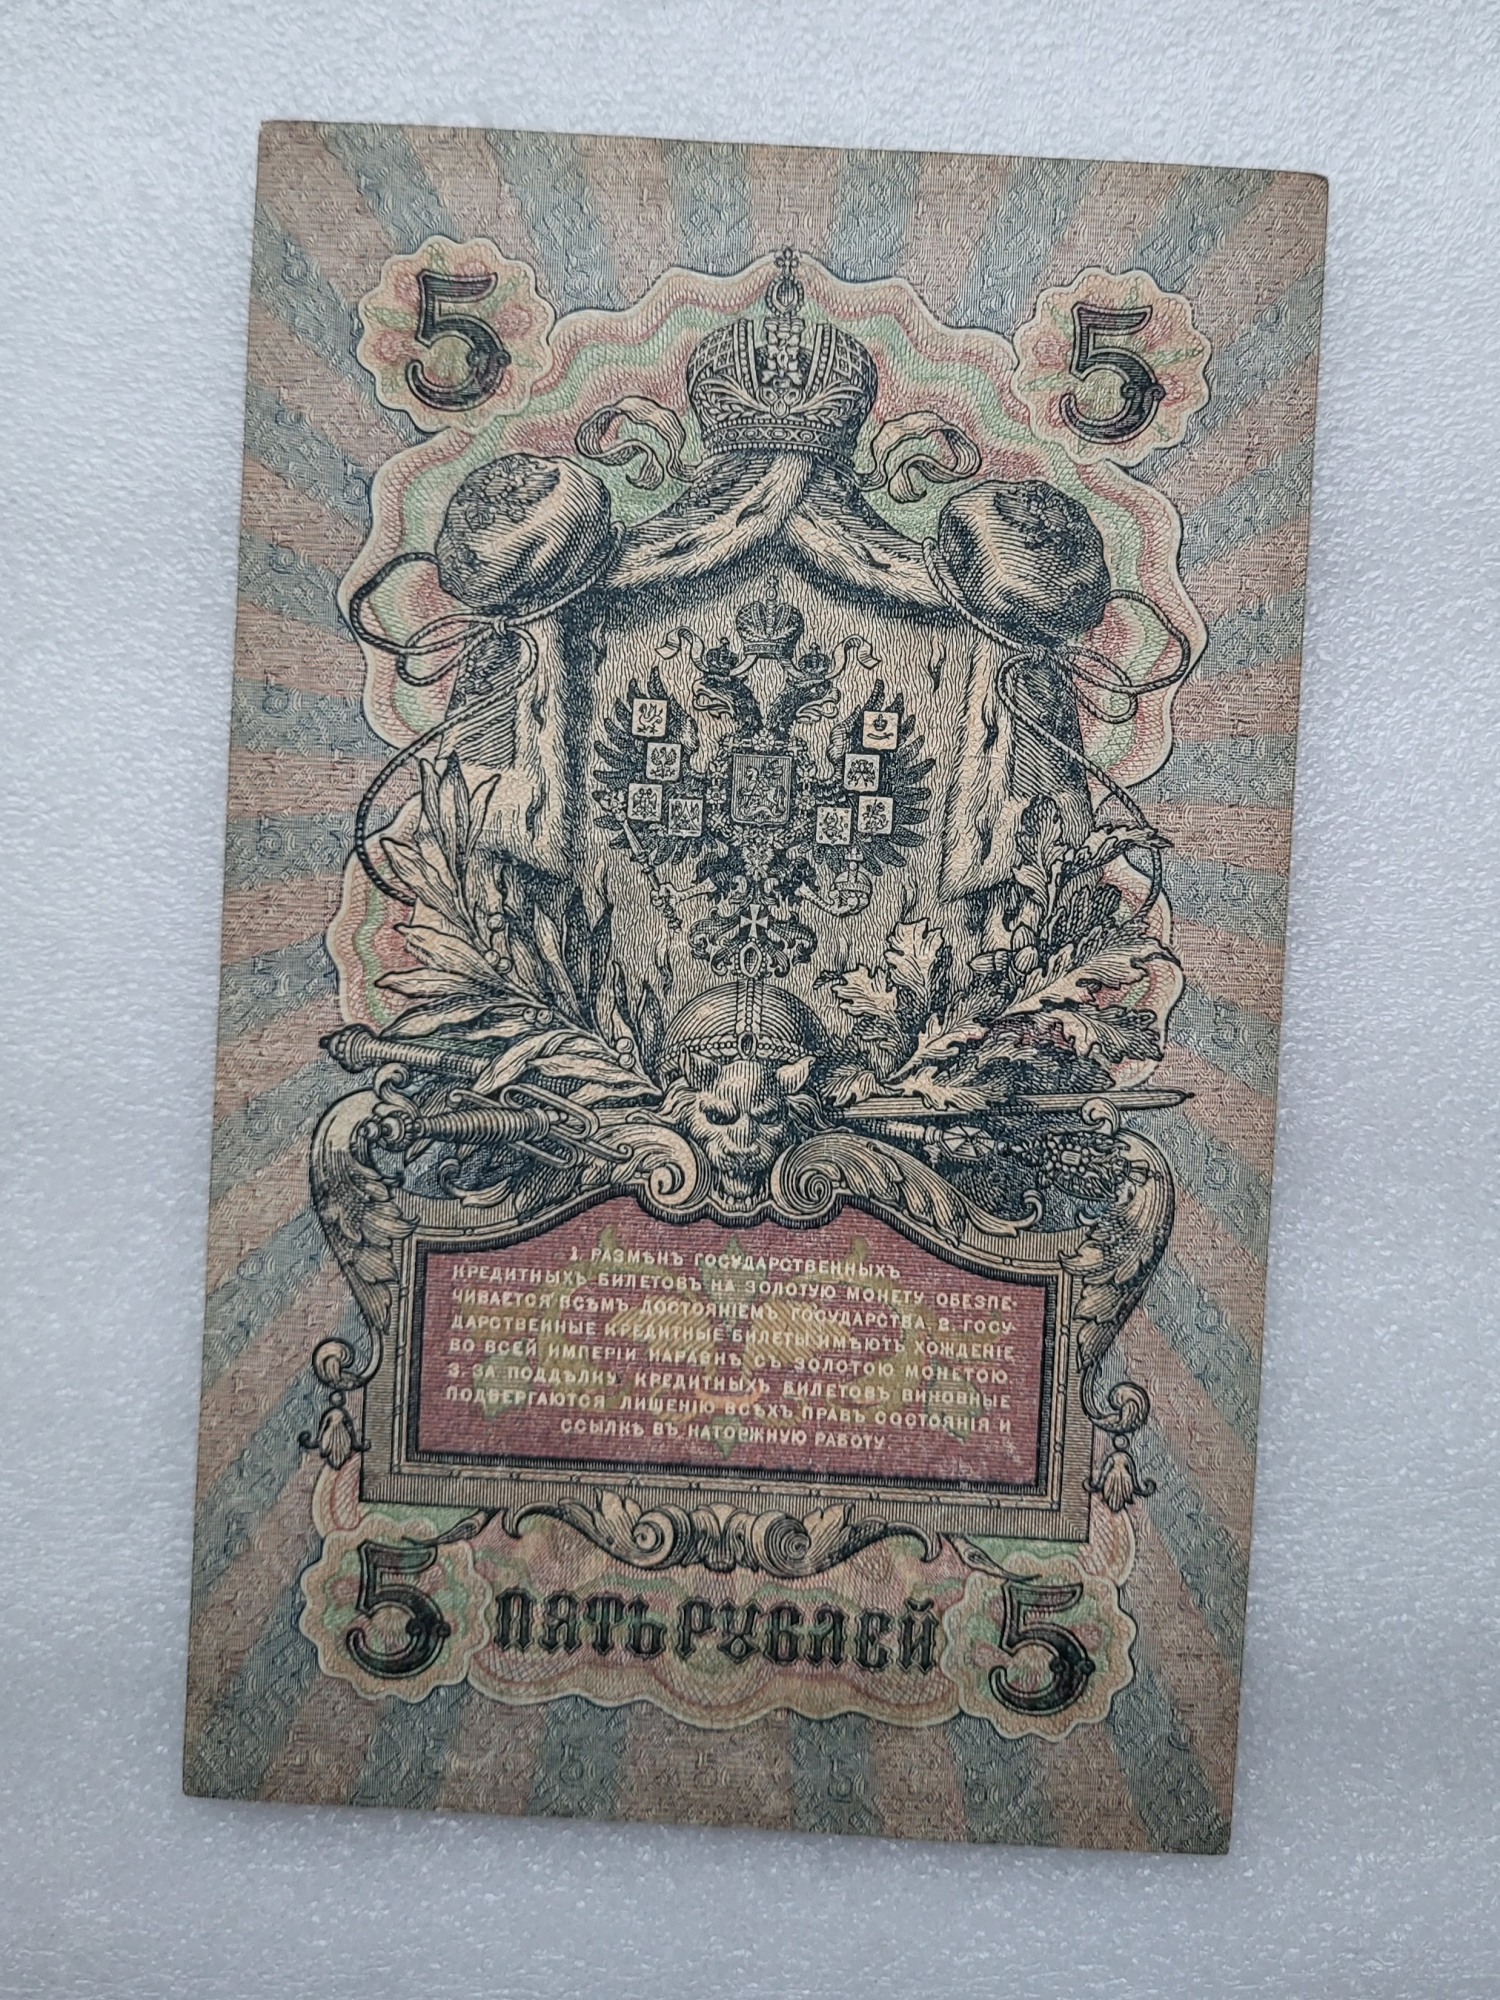 5 5
1. РАЗМѢНЪ ГОСУДАРСТВЕННЫХЪ
КРЕДИТНЫХЪ БИЛЕТОВЪ НА ЗОЛОТУЮ МОНЕТУ ОБЕЗПЕ-
ЧИВАЕТСЯ ВСѢМЪ ДОСТОЯНІЕМЪ ГОСУДАРСТВА. 2. ГОСУ-
ДАРСТВЕННЫЕ КРЕДИТНЫЕ БИЛЕТЫ ИМѢЮТЪ ХОЖДЕНІЕ
ВО ВСЕЙ ИМПЕРІИ НАРАВНѢ СЪ ЗОЛОТОЮ МОНЕТОЮ.
3. ЗА ПОДДѢЛКУ КРЕДИТНЫХЪ БИЛЕТОВЪ ВИНОВНЫЕ
ПОДВЕРГАЮТСЯ ЛИШЕНІЮ ВСѢХЪ ПРАВЪ СОСТОЯНІЯ И
ССЫЛКѢ ВЪ КАТОРЖНУЮ РАБОТУ.
5 ПЯТЬ РУБЛЕЙ 5